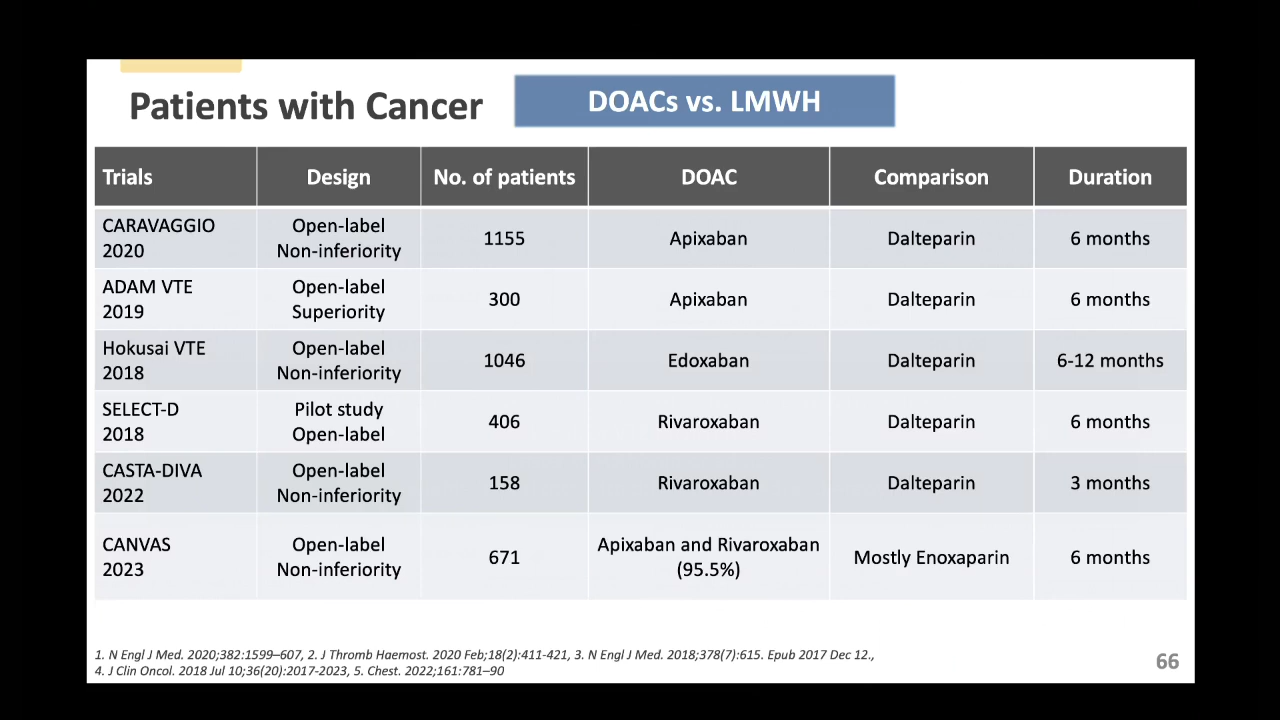 Patients with Cancer
DOACs vs. LMWH
Trials Design No. of patients DOAC Comparison Duration
CARAVAGGIO
2020
Open-label
Non-inferiority
1155
Apixaban
Dalteparin
6 months
ADAM VTE
2019
Open-label
Superiority
300
Apixaban
Dalteparin
6 months
Hokusai VTE
2018
Open-label
Non-inferiority
1046
Edoxaban
Dalteparin
6-12 months
SELECT-D
2018
Pilot study
Open-label
406
Rivaroxaban
Dalteparin
6 months
CASTA-DIVA
2022
Open-label
Non-inferiority
158
Rivaroxaban
Dalteparin
3 months
CANVAS
2023
Open-label
Non-inferiority
671
Apixaban and Rivaroxaban
(95.5%)
Mostly Enoxaparin
6 months
1. N Engl J Med. 2020;382:1599–607, 2. J Thromb Haemost. 2020 Feb;18(2):411-421, 3. N Engl J Med. 2018;378(7):615. Epub 2017 Dec 12.,
4. J Clin Oncol. 2018 Jul 10;36(20):2017-2023, 5. Chest. 2022;161:781–90
66